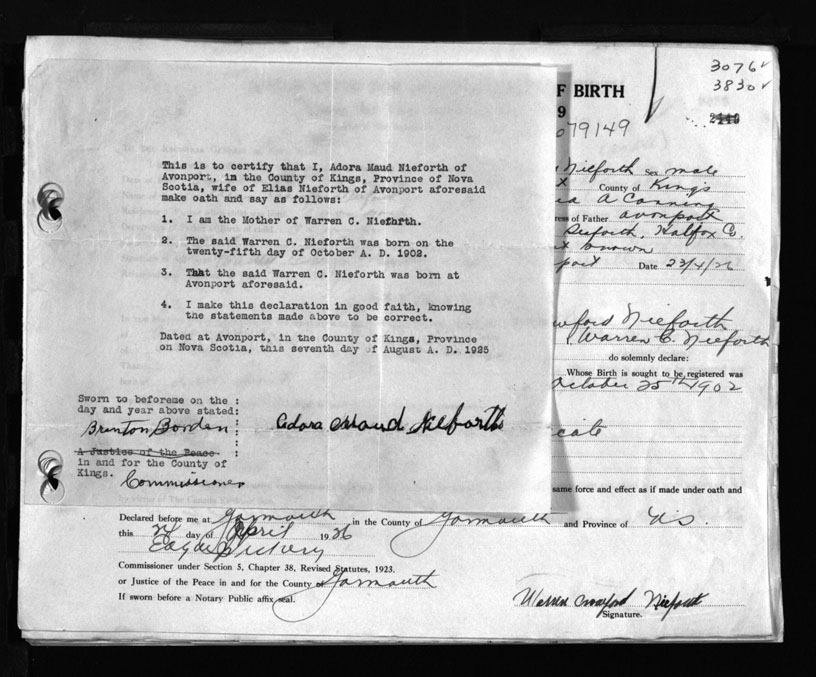 3076
3830
F BIRTH
9
079149
2440
This is to certify that I, Adora Maud Nieforth of
Avonport, in the County of Kings, Province of Nova
Scotia, wife of Elias Nieforth of Avonport aforesaid
make oath and say as follows:
1. I am the Mother of Warren C. Nieforth.
2. The said Warren C. Nieforth was born on the
twenty-fifth day of October A. D. 1902.
3. That the said Warren C. Nieforth was born at
Avonport aforesaid.
4. I make this declaration in good faith, knowing
the statements made above to be correct.
Dated at Avonport, in the County of Kings, Province
on Nova Scotia, this seventh day of August A. D. 1925
Sworn to beforeme on the :
day and year above stated:
Brenton Borden :
A Justice of the Peace :
in and for the County of
Kings.
Commissioner
Adora Maud Nieforth
Nieforth Sex male
County of Kings
A Canning
ress of Father Avonport
Seaforth, Halfox Co.
known
port Date 23/4/26
wford Nieforth
Warren C. Nieforth
do solemnly declare:
Whose Birth is sought to be registered was
October 25th 1902
cate
same force and effect as if made under oath and
Declared before me at Yarmouth in the County of Yarmouth and Province of N.S.
this 24 day of April 1926
Commissioner under Section 5, Chapter 38, Revised Statutes, 1923.
or Justice of the Peace in and for the County of Yarmouth
If sworn before a Notary Public affix seal.
Warren Crawford Nieforth
Signature.